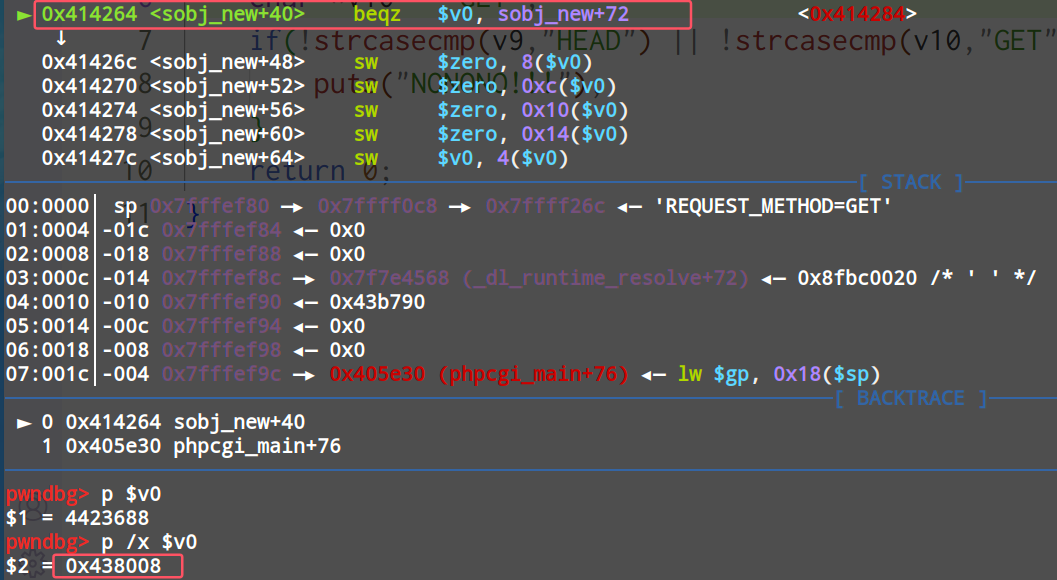 ► 0x414264 <sobj_new+40> beqz $v0, sobj_new+72 <0x414284>
↓
0x41426c <sobj_new+48> sw $zero, 8($v0)
0x414270 <sobj_new+52> sw $zero, 0xc($v0)
0x414274 <sobj_new+56> sw $zero, 0x10($v0)
0x414278 <sobj_new+60> sw $zero, 0x14($v0)
0x41427c <sobj_new+64> sw $v0, 4($v0)
7 if(!strcasecmp(v9,"HEAD") || !strcasecmp(v10,"GET"
8 puts("NONONO!!!");
9 }
10 return 0;
11 }
[ STACK ]
00:0000│ sp 0x7fffef80 —▸ 0x7ffff0c8 —▸ 0x7ffff26c ◂— 'REQUEST_METHOD=GET'
01:0004│-01c 0x7fffef84 ◂— 0x0
02:0008│-018 0x7fffef88 ◂— 0x0
03:000c│-014 0x7fffef8c —▸ 0x7f7e4568 (_dl_runtime_resolve+72) ◂— 0x8fbc0020 /* ' ' */
04:0010│-010 0x7fffef90 ◂— 0x43b790
05:0014│-00c 0x7fffef94 ◂— 0x0
06:0018│-008 0x7fffef98 ◂— 0x0
07:001c│-004 0x7fffef9c —▸ 0x405e30 (phpcgi_main+76) ◂— lw $gp, 0x18($sp)
[ BACKTRACE ]
► 0 0x414264 sobj_new+40
1 0x405e30 phpcgi_main+76
pwndbg> p $v0
$1 = 4423688
pwndbg> p /x $v0
$2 = 0x438008